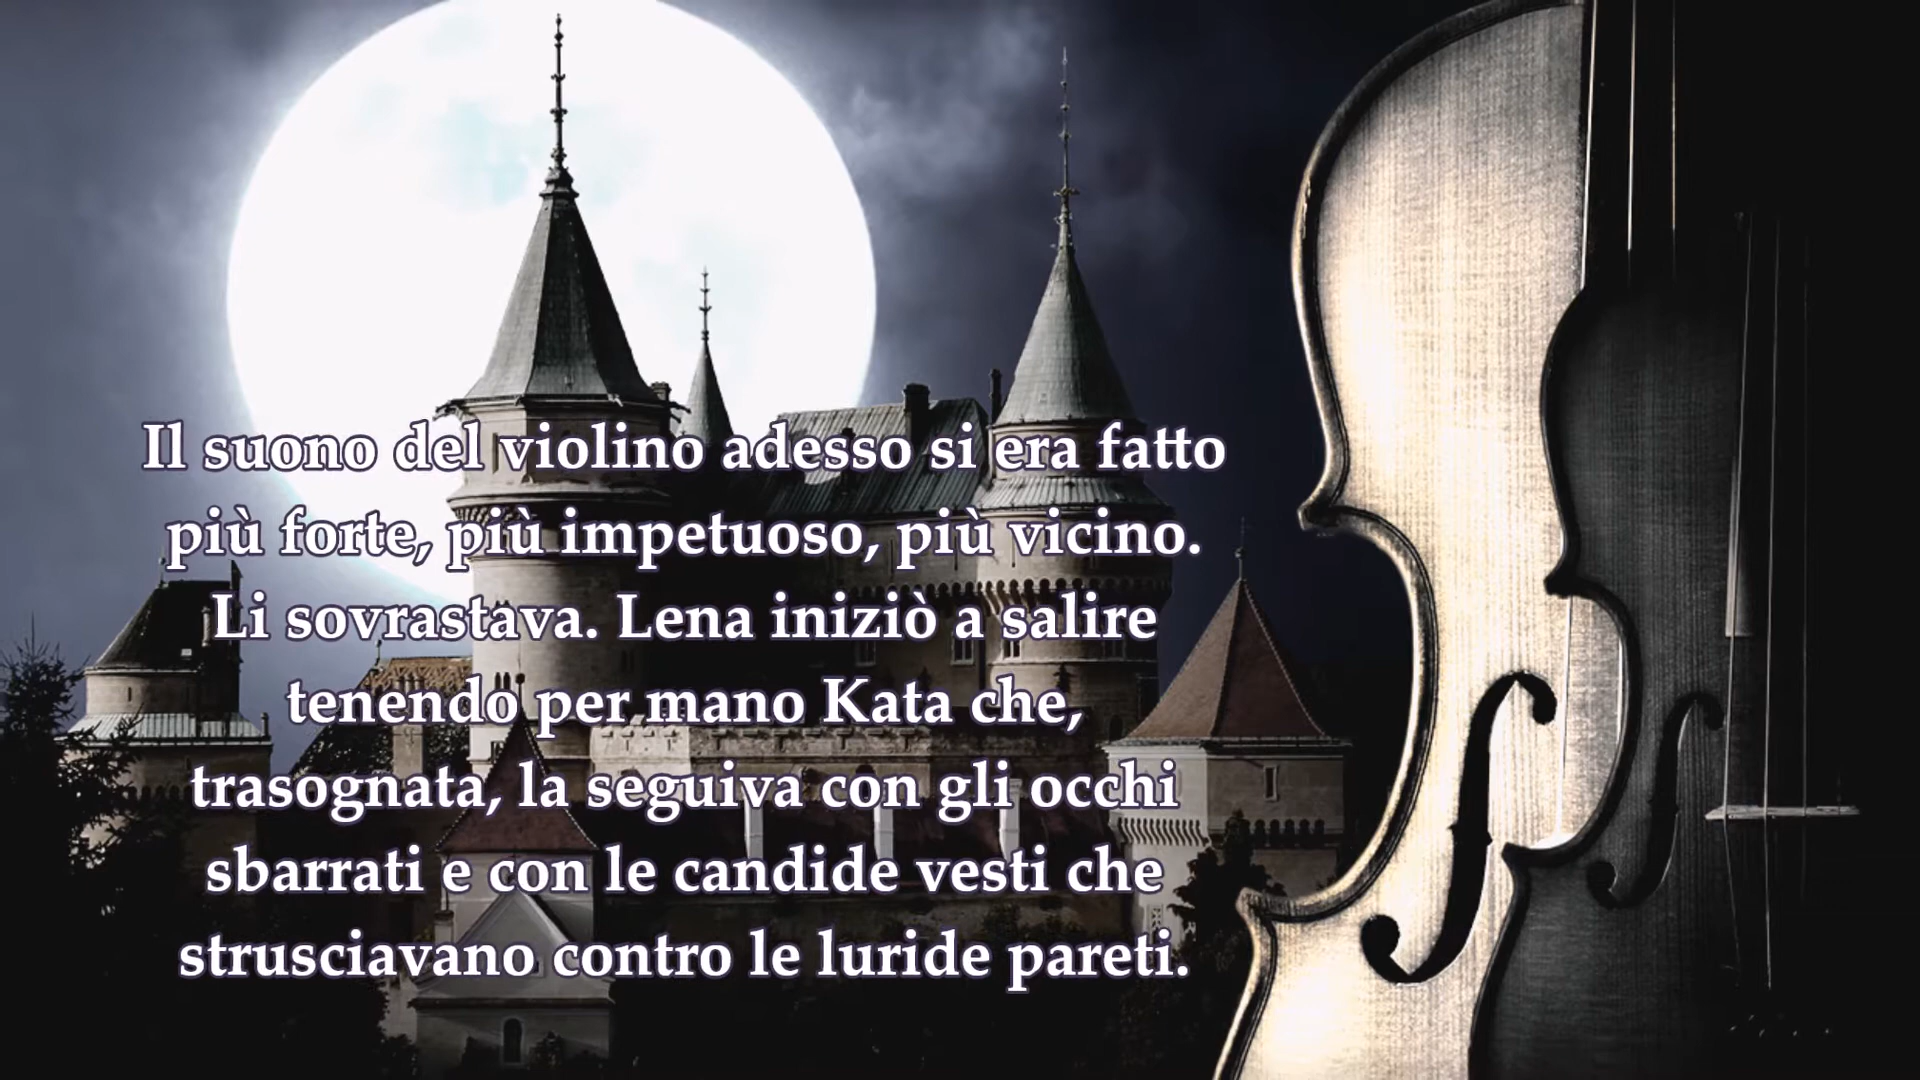 Il suono del violino adesso si era fatto
più forte, più impetuoso, più vicino.
Li sovrastava. Lena iniziò a salire
tenendo per mano Kata che,
trasognata, la seguiva con gli occhi
sbarrati e con le candide vesti che
strusciavano contro le luride pareti.